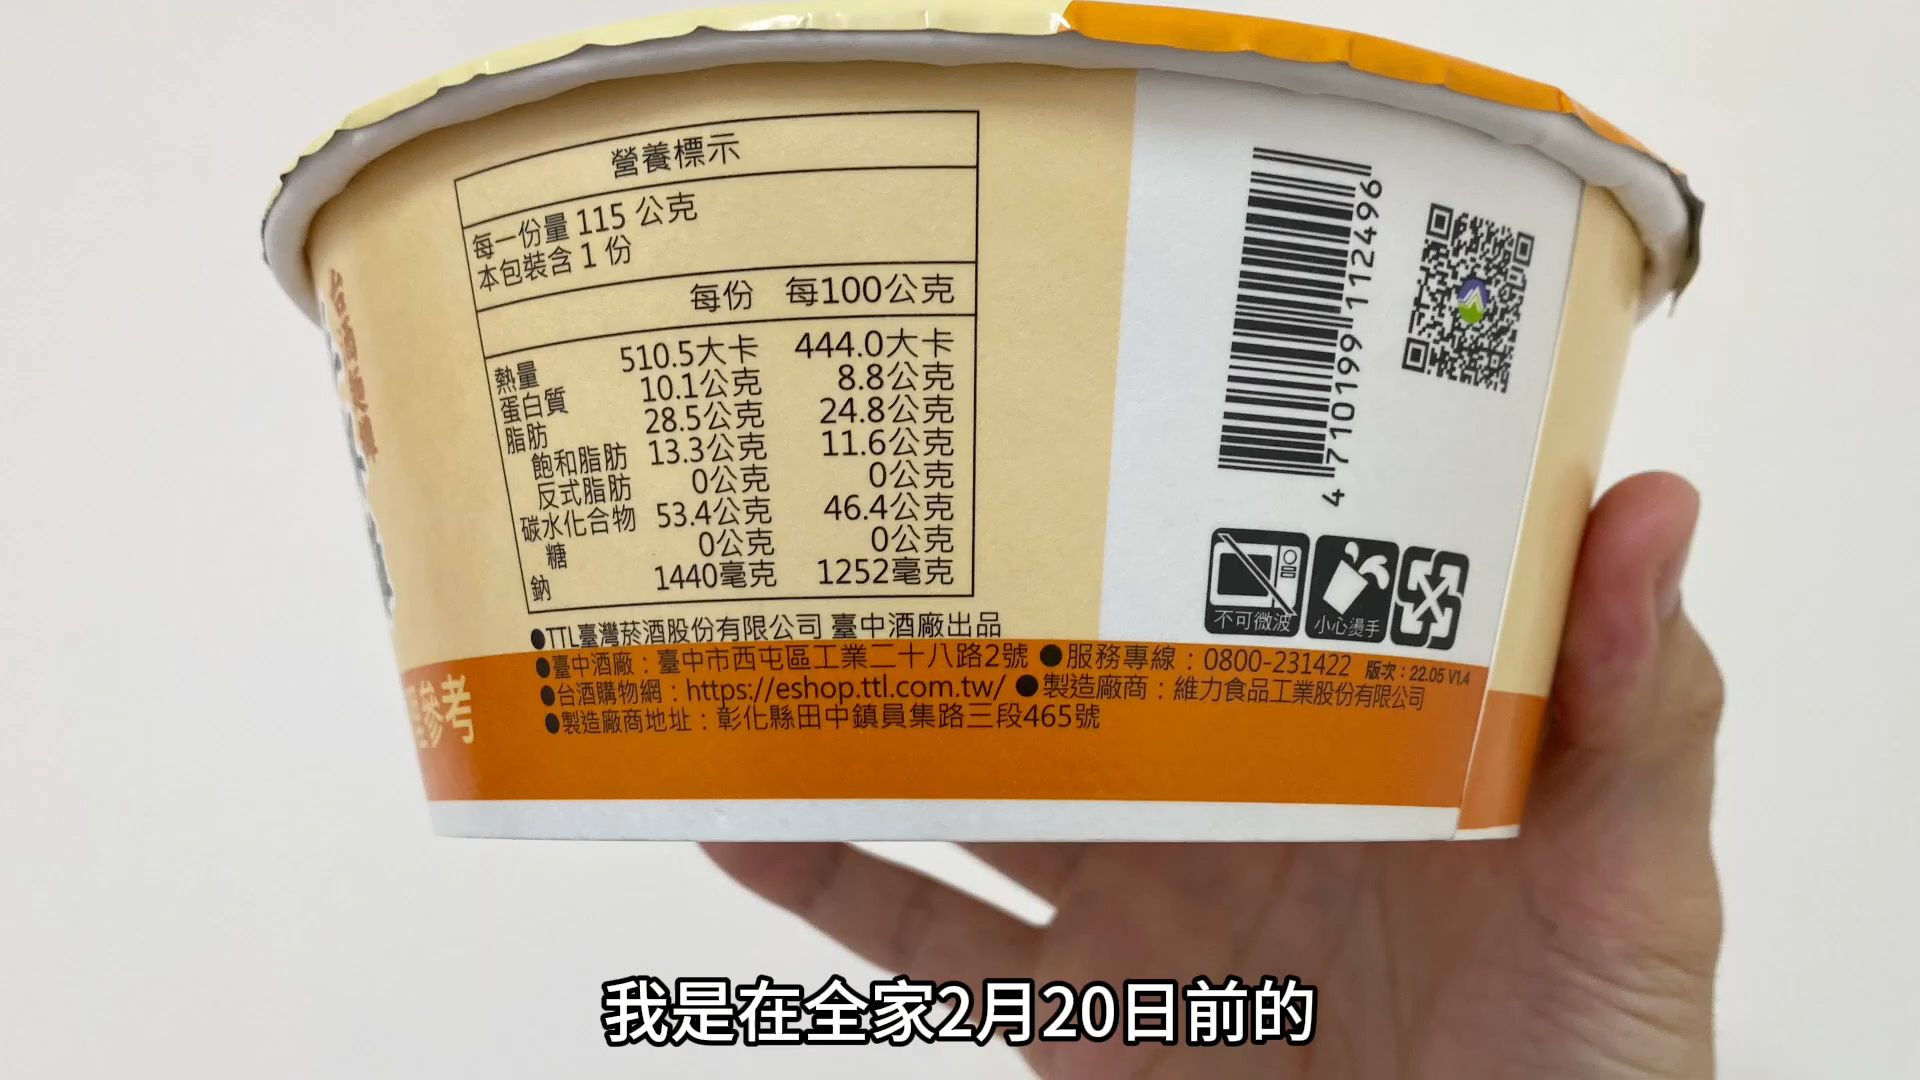 營養標示
每一份量 115 公克
本包裝含 1 份
每份 每100公克
熱量 510.5大卡 444.0大卡
蛋白質 10.1公克 8.8公克
脂肪 28.5公克 24.8公克
飽和脂肪 13.3公克 11.6公克
反式脂肪 0公克 0公克
碳水化合物 53.4公克 46.4公克
糖 0公克 0公克
鈉 1440毫克 1252毫克
●TTL臺灣菸酒股份有限公司 臺中酒廠出品
●臺中酒廠：臺中市西屯區工業二十八路2號 ●服務專線：0800-231422 版次：22.05 V1.4
●台酒購物網：https://eshop.ttl.com.tw/ ●製造廠商：維力食品工業股份有限公司
●製造廠商地址：彰化縣田中鎮員集路三段465號
4 710199 112496
不可微波
小心燙手
參考
我是在全家2月20日前的